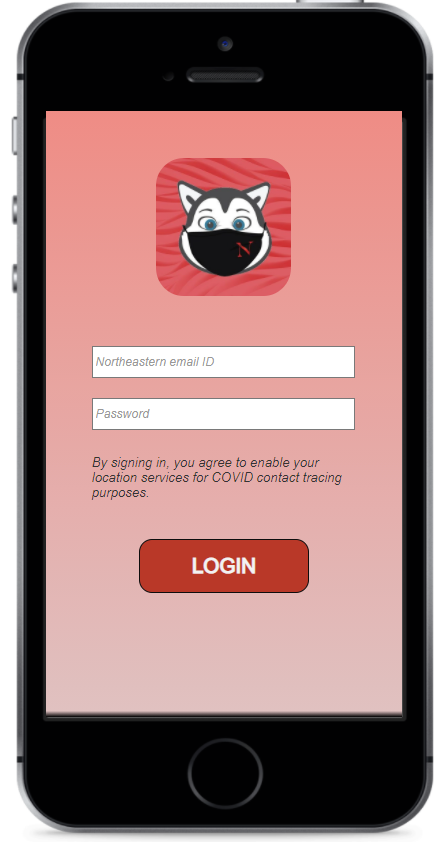 N
Northeastern email ID
Password
By signing in, you agree to enable your
location services for COVID contact tracing
purposes.
LOGIN